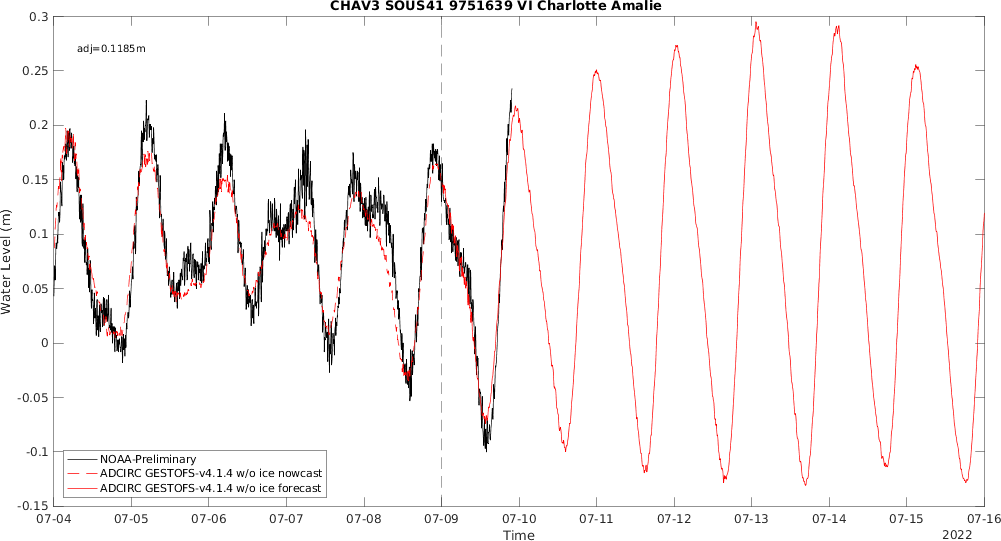 CHAV3 SOUS41 9751639 VI Charlotte Amalie
adj=0.1185m
0.3
0.25
0.2
0.15
0.1
0.05
0
-0.05
-0.1
-0.15
Water Level (m)
NOAA-Preliminary
ADCIRC GESTOFS-v4.1.4 w/o ice nowcast
ADCIRC GESTOFS-v4.1.4 w/o ice forecast
07-04 07-05 07-06 07-07 07-08 07-09 07-10 07-11 07-12 07-13 07-14 07-15 07-16
Time
2022